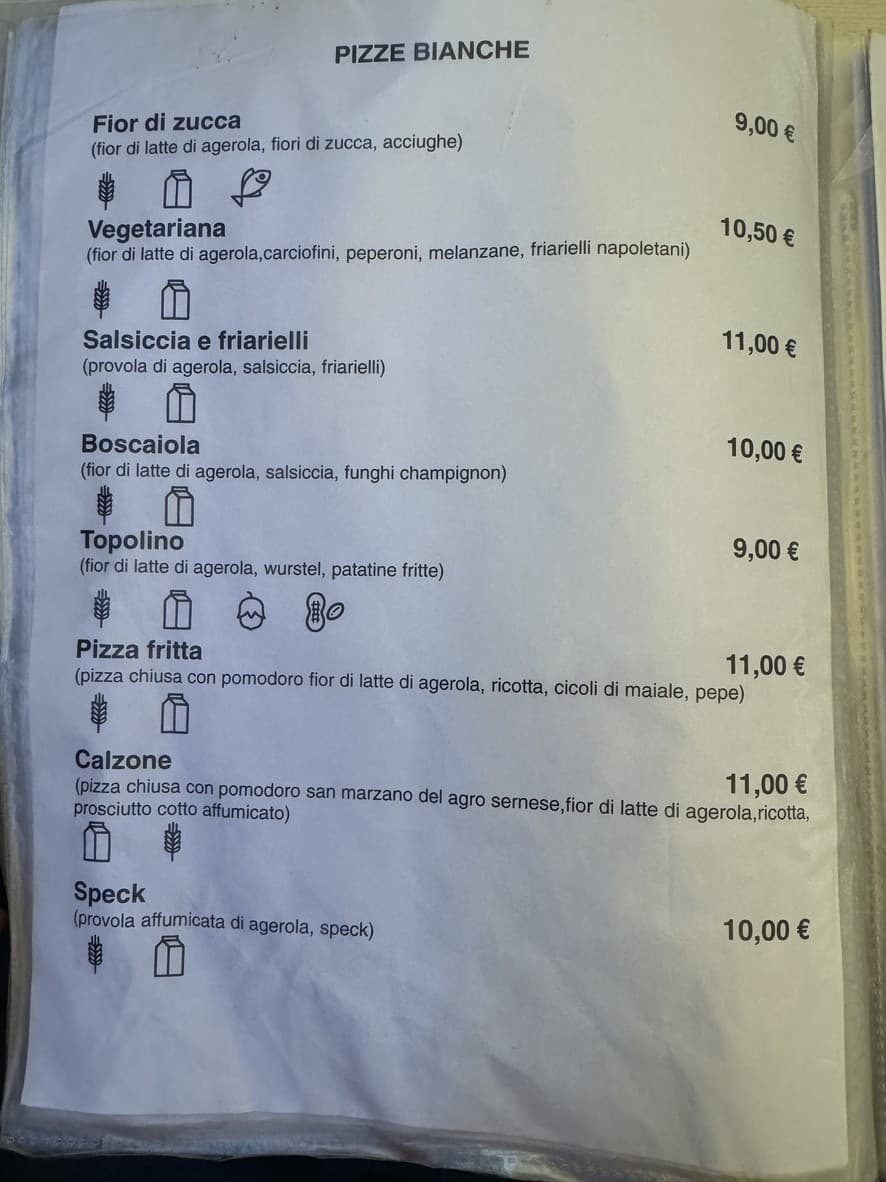 PIZZE BIANCHE
Fior di zucca 9,00 €
(fior di latte di agerola, fiori di zucca, acciughe)
Vegetariana 10,50 €
(fior di latte di agerola,carciofini, peperoni, melanzane, friarielli napoletani)
Salsiccia e friarielli 11,00 €
(provola di agerola, salsiccia, friarielli)
Boscaiola 10,00 €
(fior di latte di agerola, salsiccia, funghi champignon)
Topolino 9,00 €
(fior di latte di agerola, wurstel, patatine fritte)
Pizza fritta 11,00 €
(pizza chiusa con pomodoro fior di latte di agerola, ricotta, cicoli di maiale, pepe)
Calzone 11,00 €
(pizza chiusa con pomodoro san marzano del agro sernese,fior di latte di agerola,ricotta,
prosciutto cotto affumicato)
Speck 10,00 €
(provola affumicata di agerola, speck)